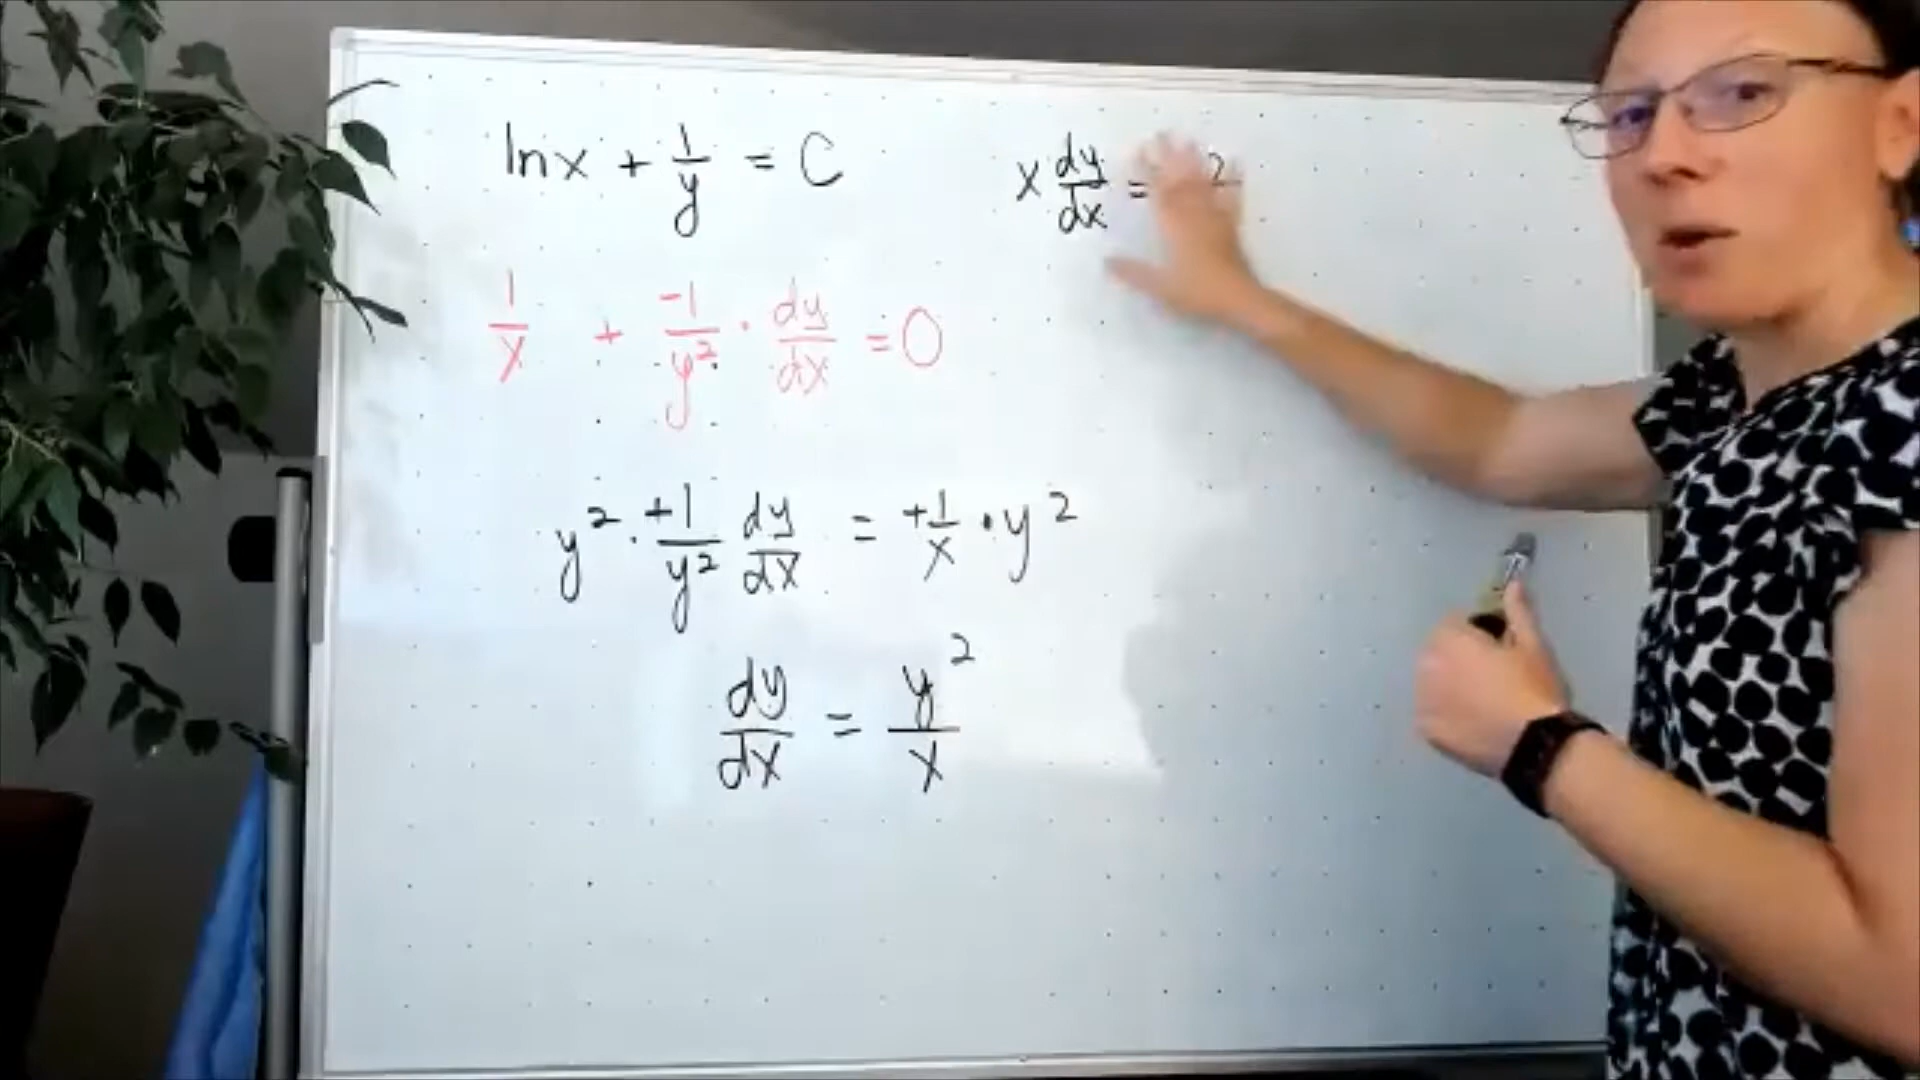 lnx + 1/y = C
x dy/dx =
1/x + -1/y² · dy/dx = 0
y² · +1/y² dy/dx = +1/x · y²
dy/dx = y²/x